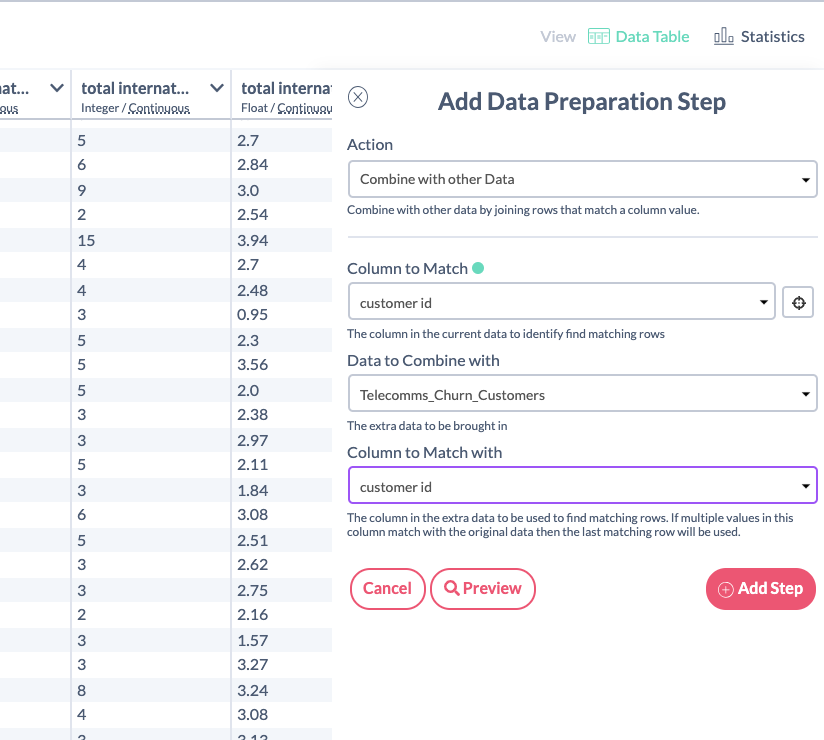 View Data Table Statistics
nat... total internat... total interna
ous Integer / Continuous Float / Continuou
5 2.7
6 2.84
9 3.0
2 2.54
15 3.94
4 2.7
4 2.48
3 0.95
5 2.3
5 3.56
5 2.0
3 2.38
3 2.97
5 2.11
3 1.84
6 3.08
5 2.51
3 2.62
3 2.75
2 2.16
3 1.57
3 3.27
8 3.24
4 3.08
3 3.13
Add Data Preparation Step
Action
Combine with other Data
Combine with other data by joining rows that match a column value.
Column to Match
customer id
The column in the current data to identify find matching rows
Data to Combine with
Telecomms_Churn_Customers
The extra data to be brought in
Column to Match with
customer id
The column in the extra data to be used to find matching rows. If multiple values in this
column match with the original data then the last matching row will be used.
Cancel Preview Add Step